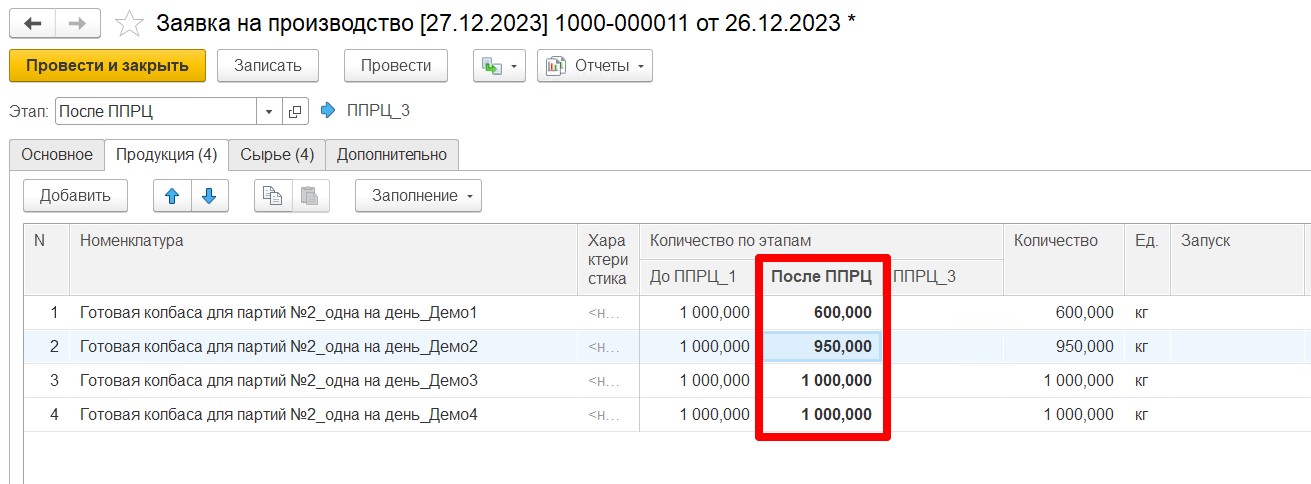 Заявка на производство [27.12.2023] 1000-000011 от 26.12.2023 *
Провести и закрыть Записать Провести Отчеты
Этап: После ППРЦ ППРЦ_3
Основное Продукция (4) Сырье (4) Дополнительно
Добавить Заполнение
N Номенклатура Хара Количество по этапам Количество Ед. Запуск
ктери
стика До ППРЦ_1 После ППРЦ ППРЦ_3
1 Готовая колбаса для партий №2_одна на день_Демо1 <н... 1 000,000 600,000 600,000 кг
2 Готовая колбаса для партий №2_одна на день_Демо2 <н... 1 000,000 950,000 950,000 кг
3 Готовая колбаса для партий №2_одна на день_Демо3 <н... 1 000,000 1 000,000 1 000,000 кг
4 Готовая колбаса для партий №2_одна на день_Демо4 <н... 1 000,000 1 000,000 1 000,000 кг